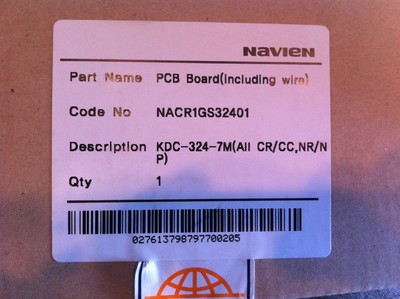 NAVIEN
Part Name PCB Board(including wire)
Code No NACR1GS32401
Description KDC-324-7M(All CR/CC,NR/N
P)
Qty 1
027613798797700205